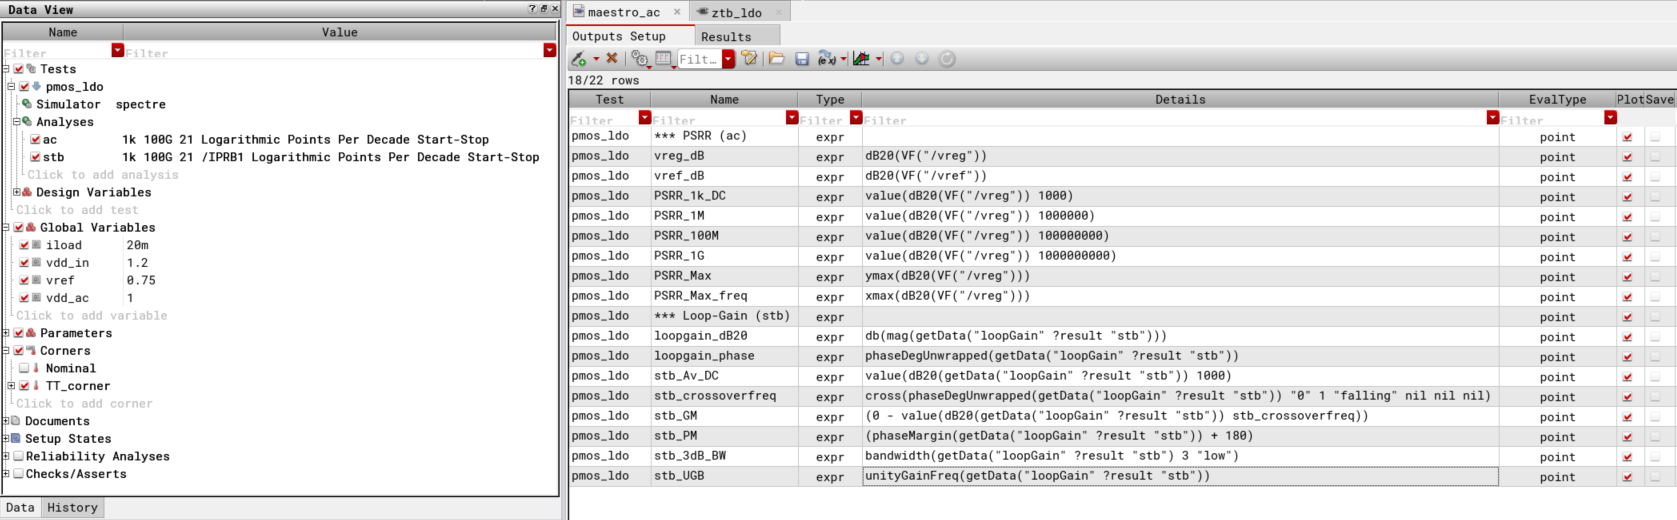 Data View
Name Value
Filter Filter
Tests
pmos_ldo
Simulator spectre
Analyses
ac 1k 100G 21 Logarithmic Points Per Decade Start-Stop
stb 1k 100G 21 /IPRB1 Logarithmic Points Per Decade Start-Stop
Click to add analysis
Design Variables
Click to add test
Global Variables
iload 20m
vdd_in 1.2
vref 0.75
vdd_ac 1
Click to add variable
Parameters
Corners
Nominal
TT_corner
Click to add corner
Documents
Setup States
Reliability Analyses
Checks/Asserts
Data History
maestro_ac ztb_ldo
Outputs Setup Results
Filt...
18/22 rows
Test Name Type Details EvalType Plot Save
Filter Filter Filter Filter Filter
pmos_ldo *** PSRR (ac) expr point
pmos_ldo vreg_dB expr dB20(VF("/vreg")) point
pmos_ldo vref_dB expr dB20(VF("/vref")) point
pmos_ldo PSRR_1k_DC expr value(dB20(VF("/vreg")) 1000) point
pmos_ldo PSRR_1M expr value(dB20(VF("/vreg")) 1000000) point
pmos_ldo PSRR_100M expr value(dB20(VF("/vreg")) 100000000) point
pmos_ldo PSRR_1G expr value(dB20(VF("/vreg")) 1000000000) point
pmos_ldo PSRR_Max expr ymax(dB20(VF("/vreg"))) point
pmos_ldo PSRR_Max_freq expr xmax(dB20(VF("/vreg"))) point
pmos_ldo *** Loop-Gain (stb) expr point
pmos_ldo loopgain_dB20 expr db(mag(getData("loopGain" ?result "stb"))) point
pmos_ldo loopgain_phase expr phaseDegUnwrapped(getData("loopGain" ?result "stb")) point
pmos_ldo stb_Av_DC expr value(dB20(getData("loopGain" ?result "stb")) 1000) point
pmos_ldo stb_crossoverfreq expr cross(phaseDegUnwrapped(getData("loopGain" ?result "stb")) "0" 1 "falling" nil nil nil) point
pmos_ldo stb_GM expr (0 - value(dB20(getData("loopGain" ?result "stb")) stb_crossoverfreq)) point
pmos_ldo stb_PM expr (phaseMargin(getData("loopGain" ?result "stb")) + 180) point
pmos_ldo stb_3dB_BW expr bandwidth(getData("loopGain" ?result "stb") 3 "low") point
pmos_ldo stb_UGB expr unityGainFreq(getData("loopGain" ?result "stb")) point